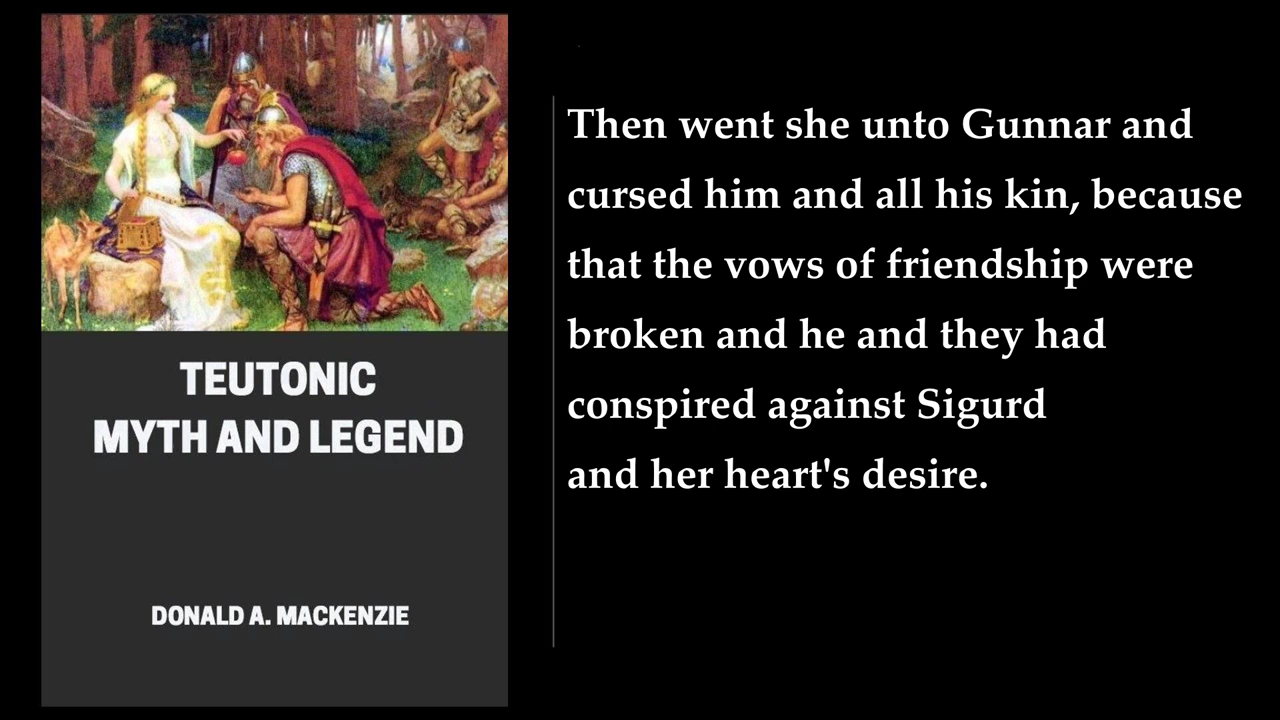 TEUTONIC
MYTH AND LEGEND
DONALD A. MACKENZIE
Then went she unto Gunnar and
cursed him and all his kin, because
that the vows of friendship were
broken and he and they had
conspired against Sigurd
and her heart's desire.